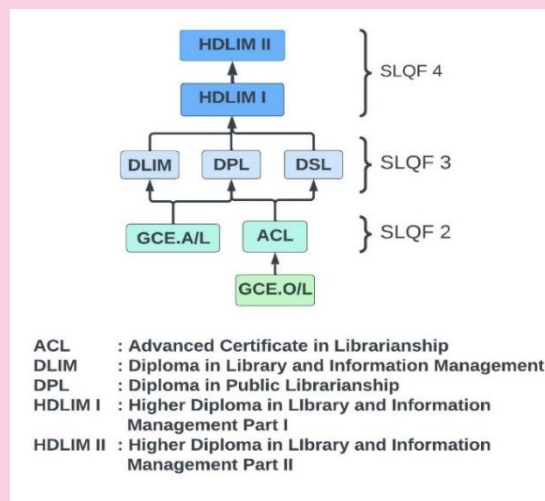 HDLIM II
SLQF 4
HDLIM I
DLIM DPL DSL
SLQF 3
GCE.A/L ACL
SLQF 2
GCE.O/L
ACL : Advanced Certificate in Librarianship
DLIM : Diploma in Library and Information Management
DPL : Diploma in Public Librarianship
HDLIM I : Higher Diploma in LIbrary and Information
Management Part I
HDLIM II : Higher Diploma in LIbrary and Information
Management Part II